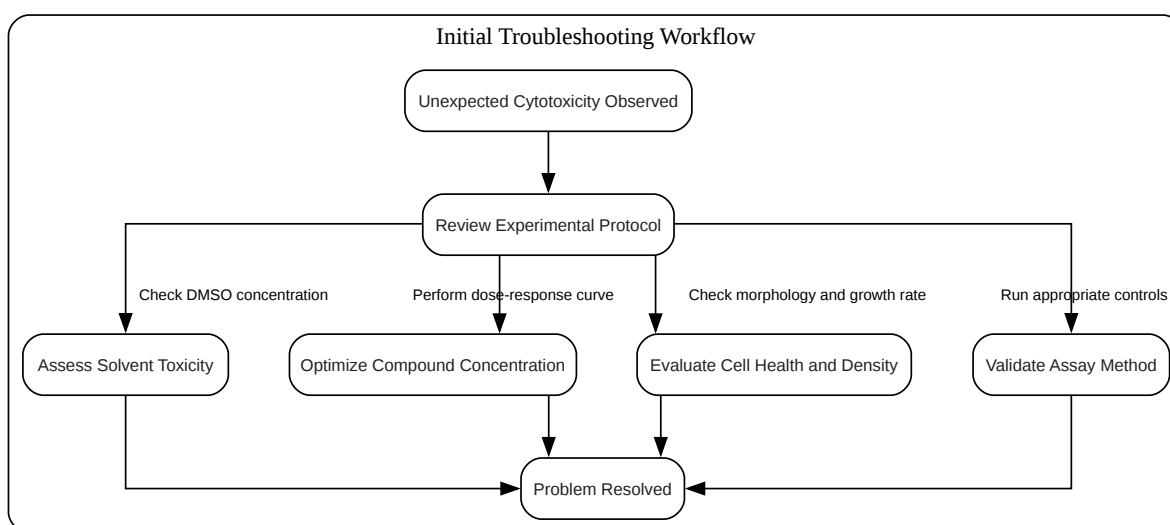 Initial Troubleshooting Workflow
Unexpected Cytotoxicity Observed
Review Experimental Protocol
Check DMSO concentration
Perform dose-response curve
Check morphology and growth rate
Run appropriate controls
Assess Solvent Toxicity
Optimize Compound Concentration
Evaluate Cell Health and Density
Validate Assay Method
Problem Resolved